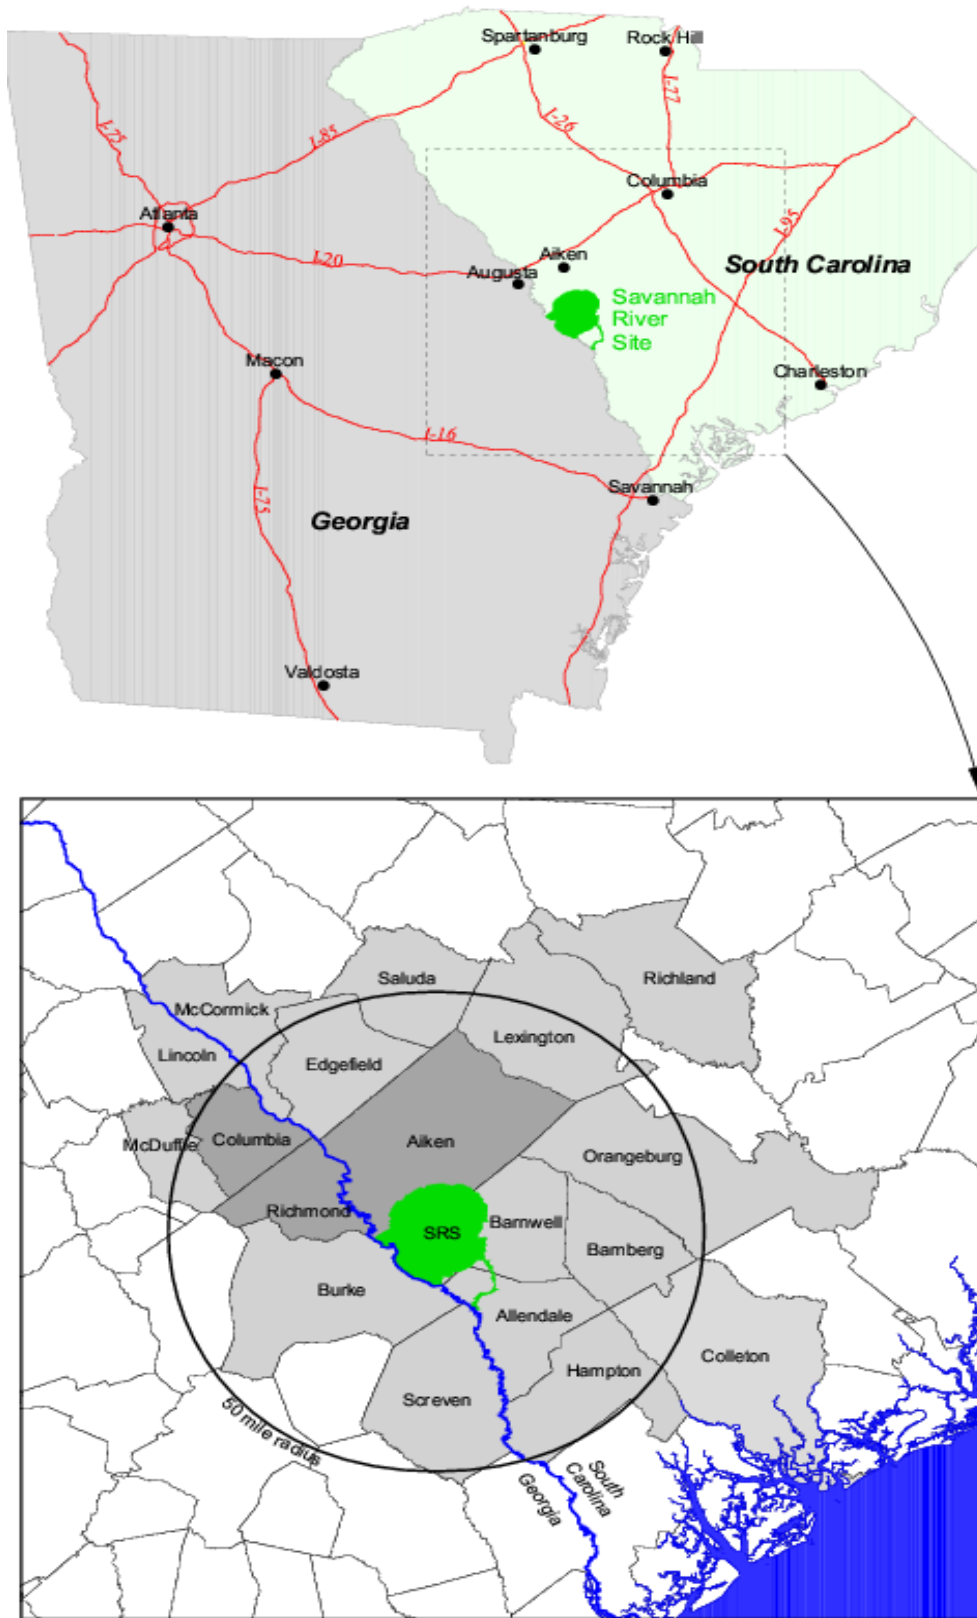 Spartanburg
Rock Hill
I-75
I-85
I-26
I-77
Columbia
Atlanta
I-95
I-20
Aiken
Augusta
South Carolina
Savannah
River
Site
Macon
Charleston
I-16
Savannah
I-75
Georgia
Valdosta
Saluda
Richland
McCormick
Lincoln
Lexington
Edgefield
McDuffie
Columbia
Aiken
Orangeburg
Richmond
SRS
Barnwell
Bamberg
Burke
Allendale
Colleton
Hampton
Screven
50 mile radius
South
Carolina
Georgia